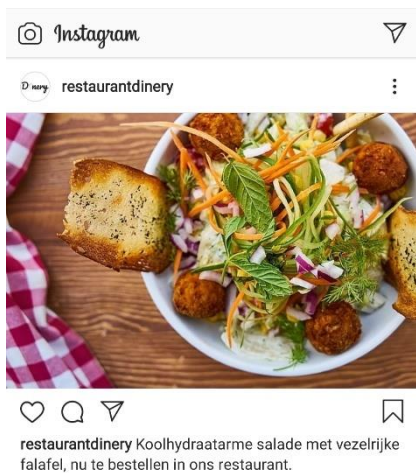 Instagram
D nery restaurantdinery
restaurantdinery Koolhydraatarme salade met vezelrijke
falafel, nu te bestellen in ons restaurant.